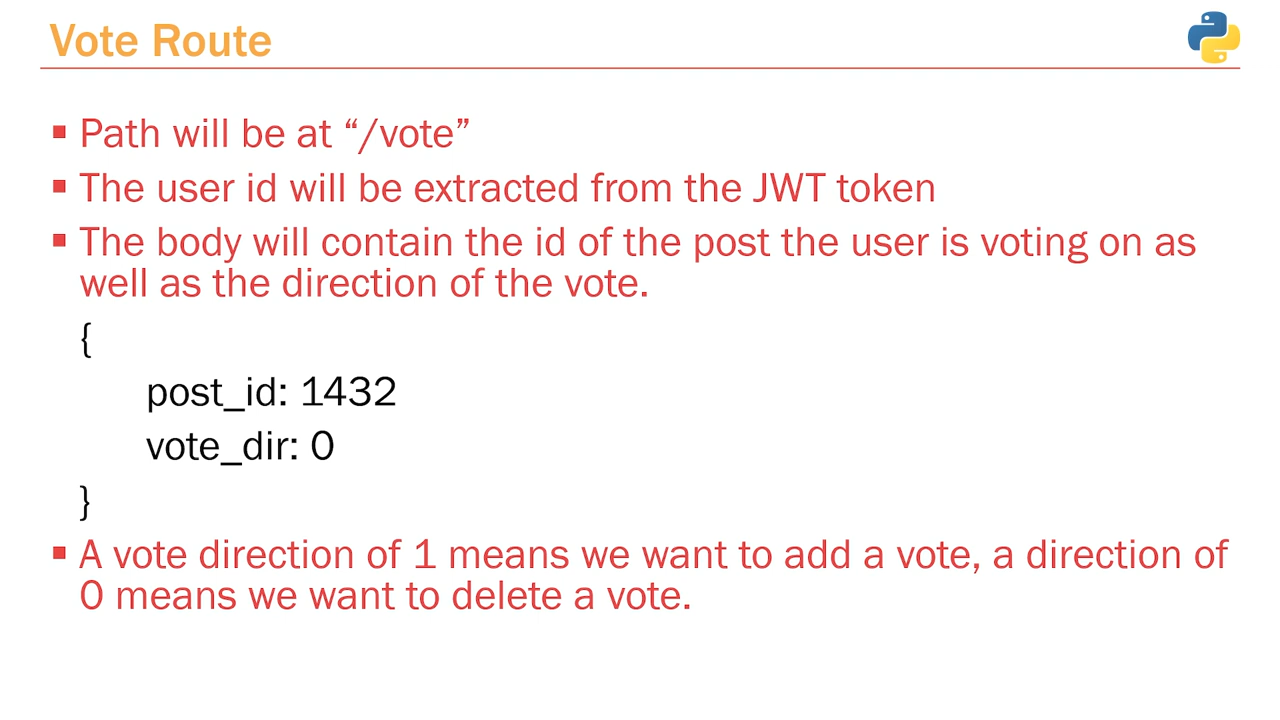 Vote Route
▪ Path will be at “/vote”
▪ The user id will be extracted from the JWT token
▪ The body will contain the id of the post the user is voting on as
well as the direction of the vote.
{
post_id: 1432
vote_dir: 0
}
▪ A vote direction of 1 means we want to add a vote, a direction of
0 means we want to delete a vote.